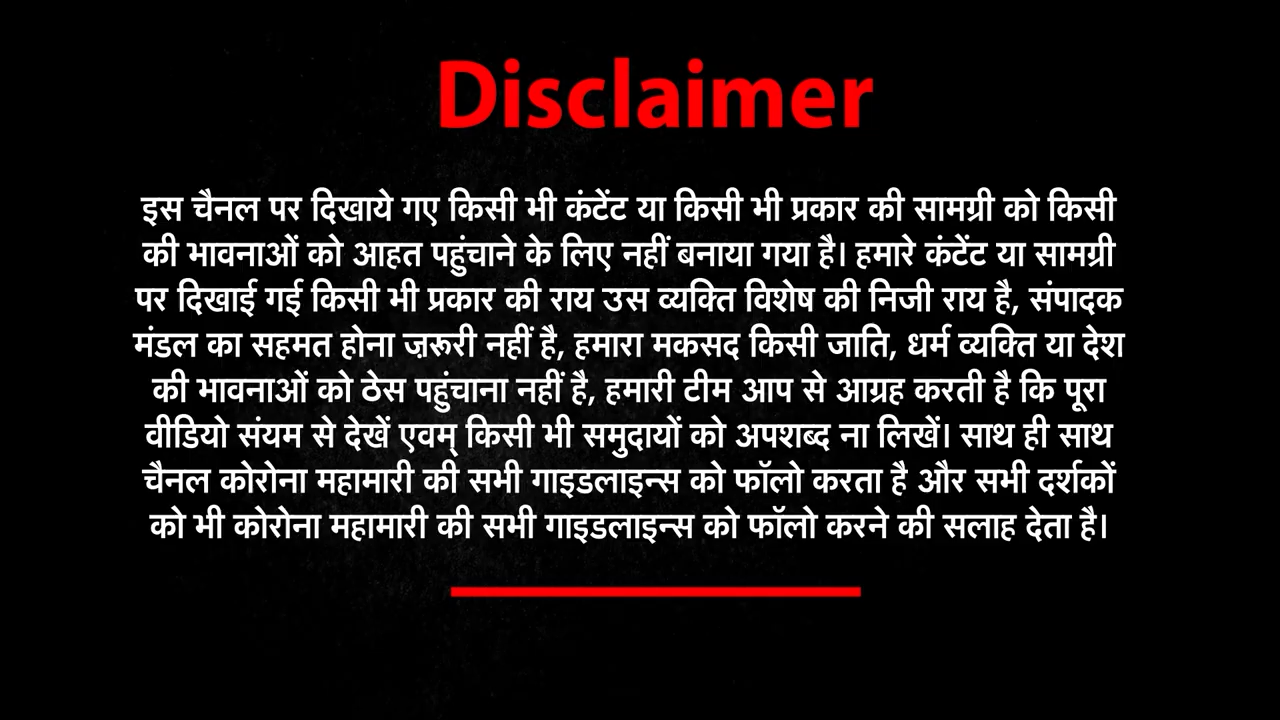 Disclaimer
इस चैनल पर दिखाये गए किसी भी कंटेंट या किसी भी प्रकार की सामग्री को किसी
की भावनाओं को आहत पहुंचाने के लिए नहीं बनाया गया है। हमारे कंटेंट या सामग्री
पर दिखाई गई किसी भी प्रकार की राय उस व्यक्ति विशेष की निजी राय है, संपादक
मंडल का सहमत होना ज़रूरी नहीं है, हमारा मकसद किसी जाति, धर्म व्यक्ति या देश
की भावनाओं को ठेस पहुंचाना नहीं है, हमारी टीम आप से आग्रह करती है कि पूरा
वीडियो संयम से देखें एवम् किसी भी समुदायों को अपशब्द ना लिखें। साथ ही साथ
चैनल कोरोना महामारी की सभी गाइडलाइन्स को फॉलो करता है और सभी दर्शकों
को भी कोरोना महामारी की सभी गाइडलाइन्स को फॉलो करने की सलाह देता है।